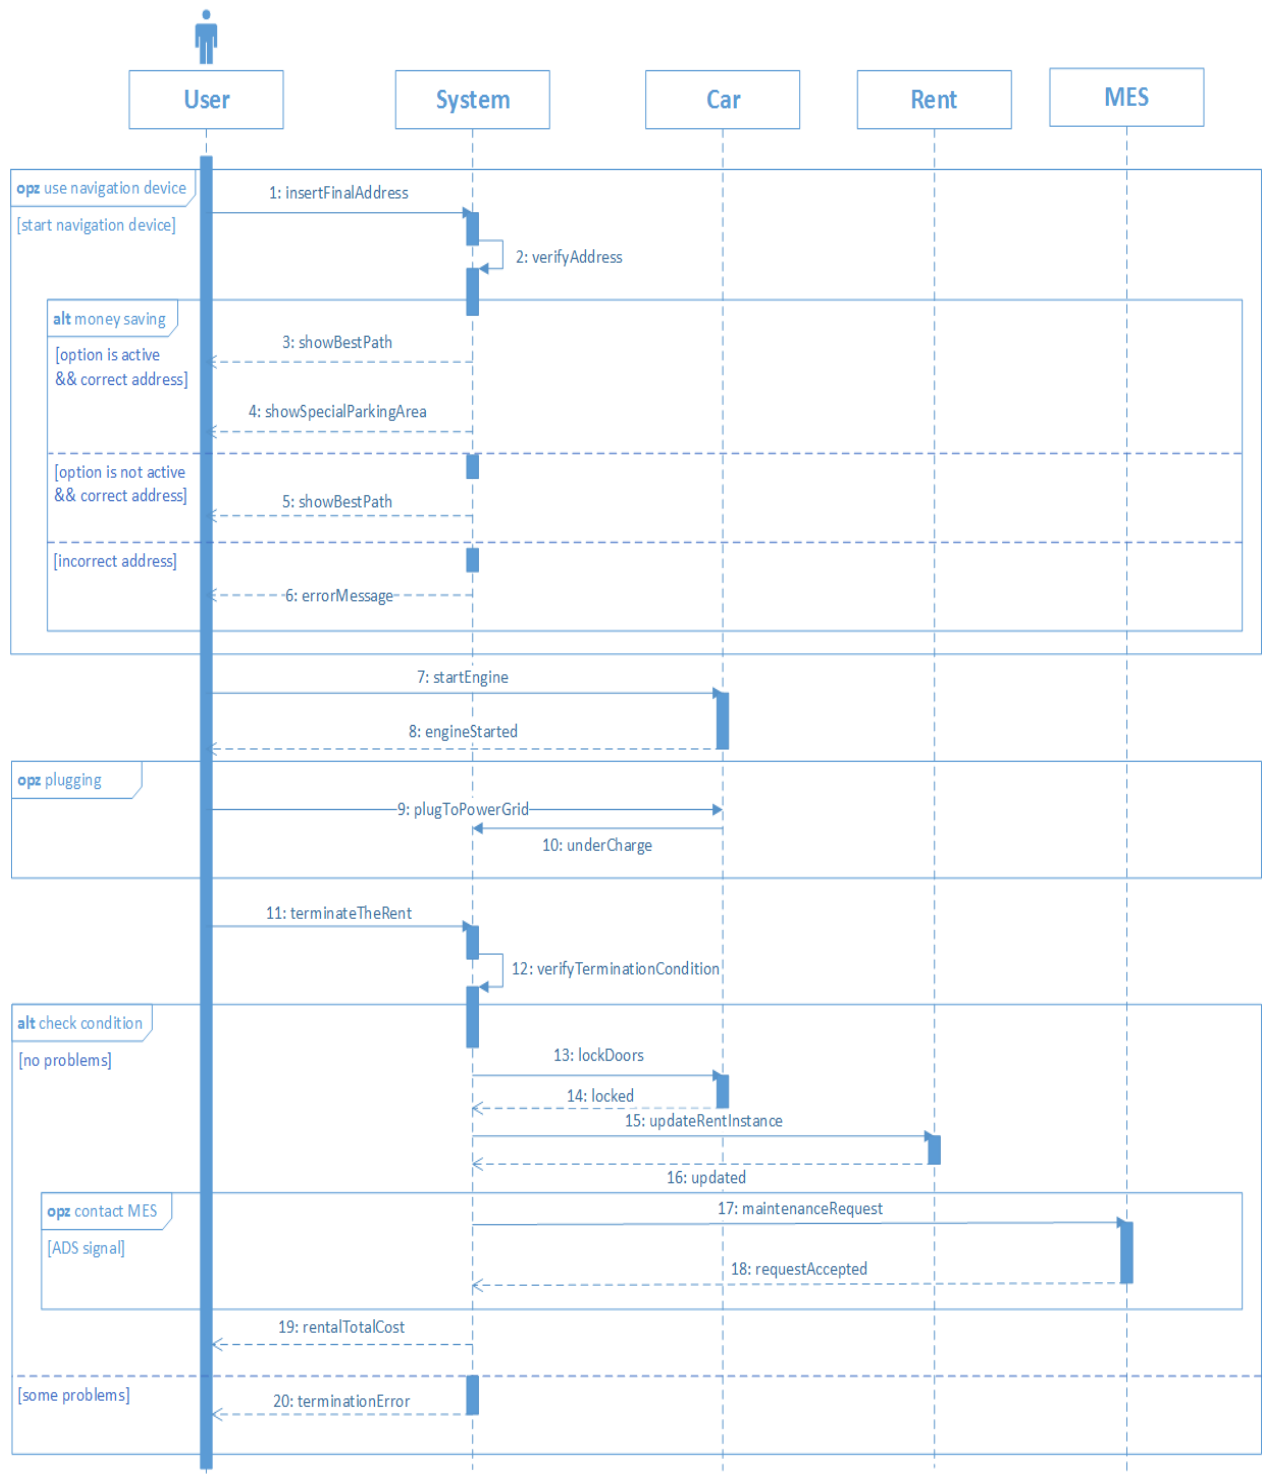 User
System
Car
Rent
MES
opz use navigation device
[start navigation device]
1: insertFinalAddress
2: verifyAddress
alt money saving
[option is active
&& correct address]
3: showBestPath
4: showSpecialParkingArea
[option is not active
&& correct address]
5: showBestPath
[incorrect address]
6: errorMessage
7: startEngine
8: engineStarted
opz plugging
9: plugToPowerGrid
10: underCharge
11: terminateTheRent
12: verifyTerminationCondition
alt check condition
[no problems]
13: lockDoors
14: locked
15: updateRentInstance
16: updated
opz contact MES
[ADS signal]
17: maintenanceRequest
18: requestAccepted
19: rentalTotalCost
[some problems]
20: terminationError